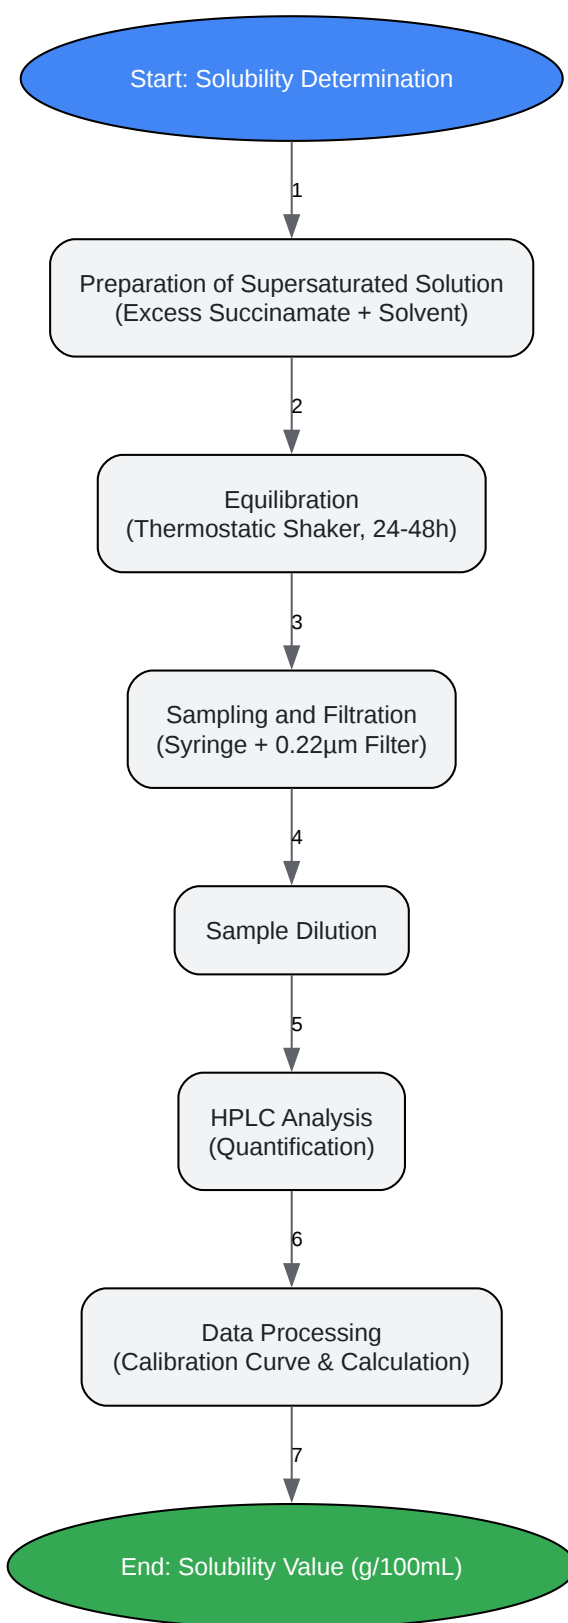 Start: Solubility Determination
1
Preparation of Supersaturated Solution
(Excess Succinamate + Solvent)
2
Equilibration
(Thermostatic Shaker, 24-48h)
3
Sampling and Filtration
(Syringe + 0.22µm Filter)
4
Sample Dilution
5
HPLC Analysis
(Quantification)
6
Data Processing
(Calibration Curve & Calculation)
7
End: Solubility Value (g/100mL)